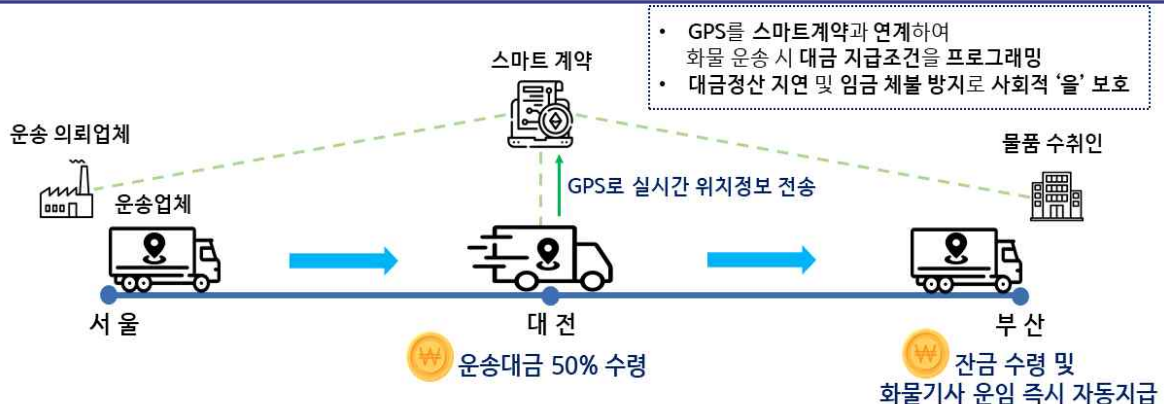 • GPS를 스마트계약과 연계하여
화물 운송 시 대금 지급조건을 프로그래밍
• 대금정산 지연 및 임금 체불 방지로 사회적 ‘을’ 보호
스마트 계약
운송 의뢰업체
물품 수취인
GPS로 실시간 위치정보 전송
운송업체
서 울
대 전
부 산
운송대금 50% 수령
잔금 수령 및
화물기사 운임 즉시 자동지급